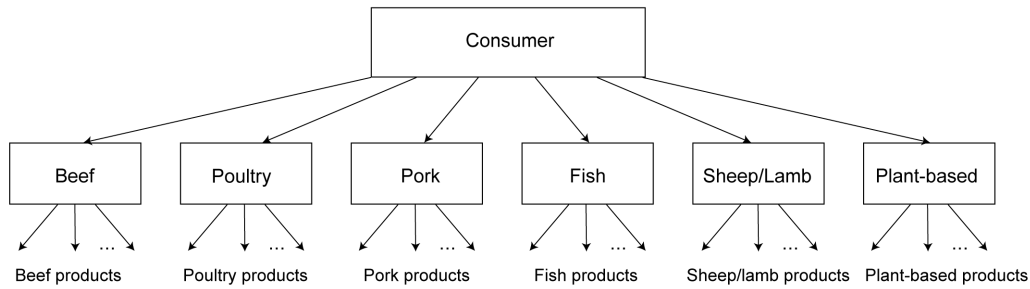 Consumer
Beef
Poultry
Pork
Fish
Sheep/Lamb
Plant-based
... ... ... ... ... ...
Beef products
Poultry products
Pork products
Fish products
Sheep/lamb products
Plant-based products